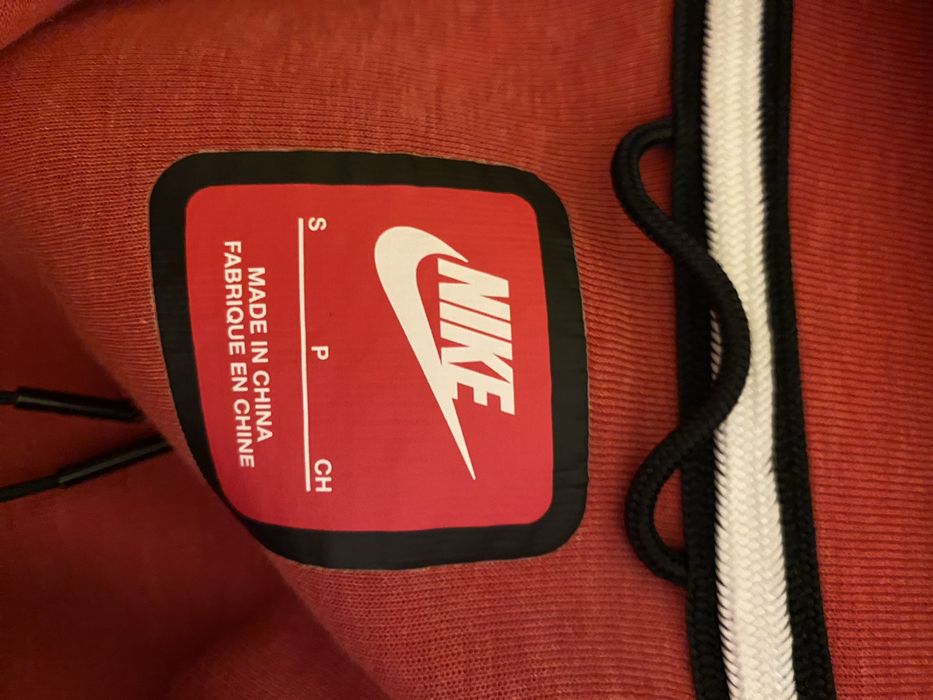 NIKE
S P CH
MADE IN CHINA
FABRIQUE EN CHINE